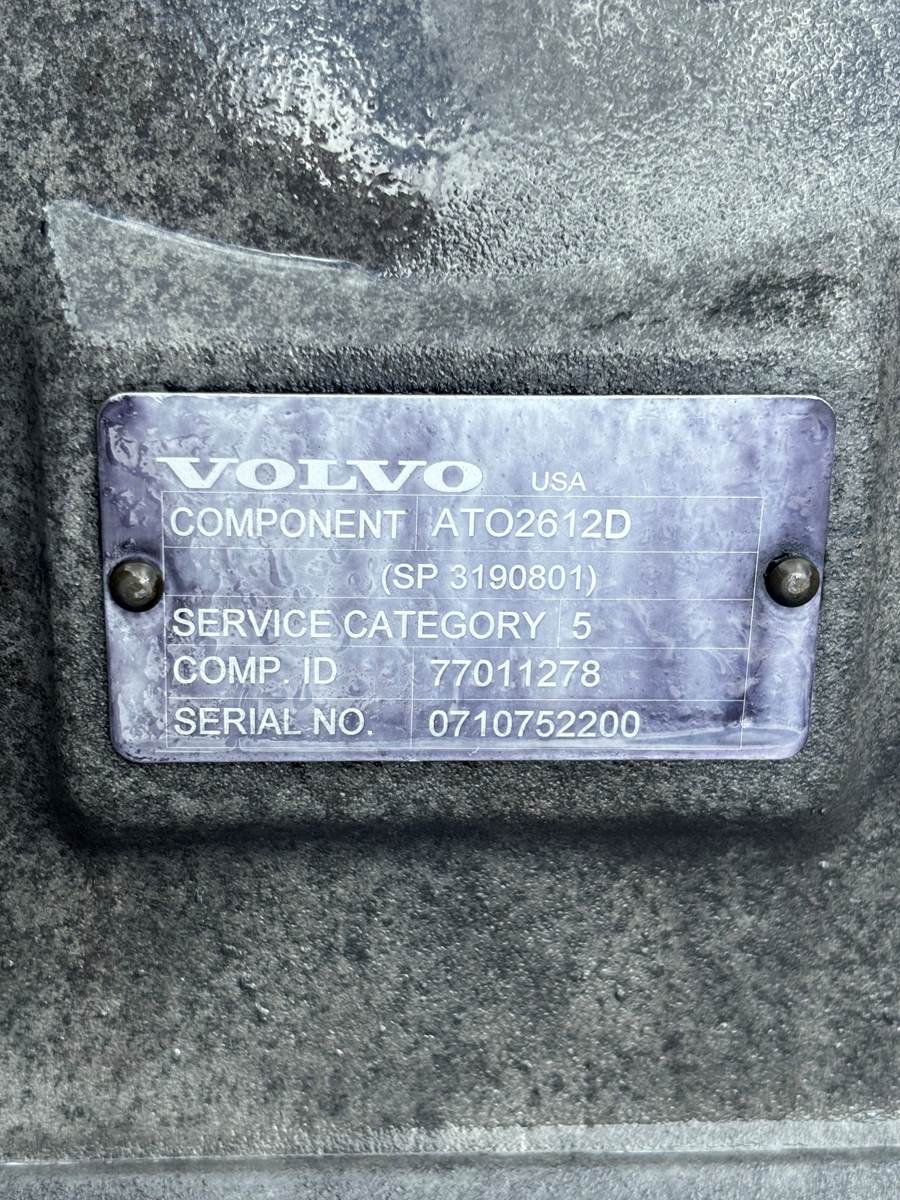 VOLVO USA
COMPONENT ATO2612D
(SP 3190801)
SERVICE CATEGORY 5
COMP. ID 77011278
SERIAL NO. 0710752200